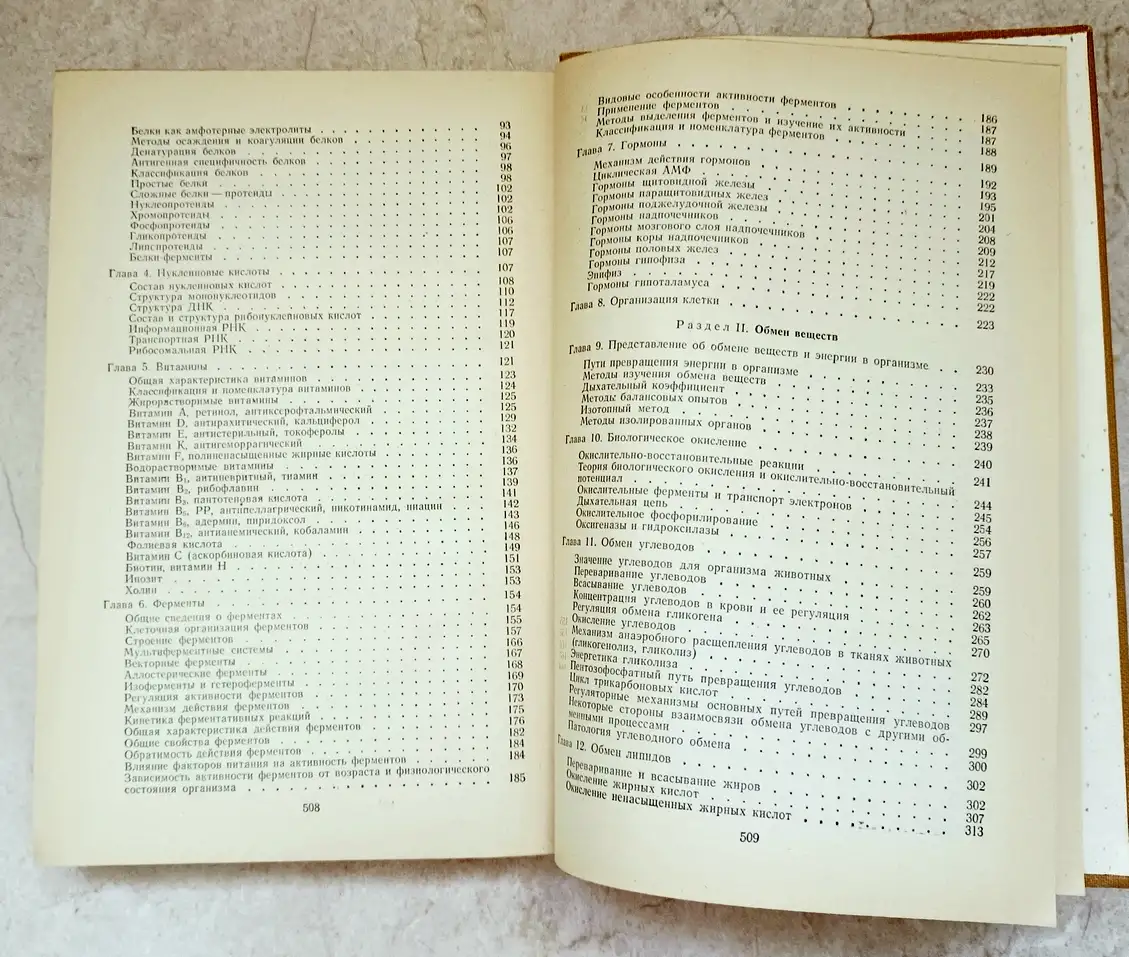 Белки как амфотерные электролиты . . . 93
Методы осаждения и коагуляции белков . . . 94
Денатурация белков . . . 96
Антигенная специфичность белков . . . 97
Классификация белков . . . 98
Простые белки . . . 98
Сложные белки — протеиды . . . 102
Нуклеопротеиды . . . 102
Хромопротеиды . . . 102
Фосфопротеиды . . . 106
Гликопротеиды . . . 106
Липопротеиды . . . 107
Белки-ферменты . . . 107
Глава 4. Нуклеиновые кислоты . . . 107
Состав нуклеиновых кислот . . . 108
Структура мононуклеотидов . . . 110
Структура ДНК . . . 112
Состав и структура рибонуклеиновых кислот . . . 117
Информационная РНК . . . 119
Транспортная РНК . . . 120
Рибосомальная РНК . . . 121
Глава 5. Витамины . . . 121
Общая характеристика витаминов . . . 123
Классификация и номенклатура витаминов . . . 124
Жирорастворимые витамины . . . 125
Витамин A, ретинол, антиксерофтальмический . . . 125
Витамин D, антирахитический, кальциферол . . . 129
Витамин E, антистерильный, токоферолы . . . 132
Витамин K, антигеморрагический . . . 134
Витамин F, полиненасыщенные жирные кислоты . . . 136
Водорастворимые витамины . . . 136
Витамин B₁, антиневритный, тиамин . . . 137
Витамин B₂, рибофлавин . . . 139
Витамин B₃, пантотеновая кислота . . . 141
Витамин B₅, PP, антипеллагрический, никотинамид, ниацин . . . 142
Витамин B₆, адермин, пиридоксол . . . 143
Витамин B₁₂, антианемический, кобаламин . . . 146
Фолиевая кислота . . . 148
Витамин C (аскорбиновая кислота) . . . 149
Биотин, витамин H . . . 151
Инозит . . . 153
Холин . . . 153
Глава 6. Ферменты . . . 154
Общие сведения о ферментах . . . 154
Клеточная организация ферментов . . . 155
Строение ферментов . . . 157
Мультиферментные системы . . . 166
Векторные ферменты . . . 167
Аллостерические ферменты . . . 168
Изоферменты и гетероферменты . . . 169
Регуляция активности ферментов . . . 170
Механизм действия ферментов . . . 173
Кинетика ферментативных реакций . . . 175
Общая характеристика действия ферментов . . . 176
Общие свойства ферментов . . . 182
Обратимость действия ферментов . . . 184
Влияние факторов питания на активность ферментов . . . 184
Зависимость активности ферментов от возраста и физиологического
состояния организма . . . 185
508
Видовые особенности активности ферментов . . . 186
Применение ферментов . . . 187
Методы выделения ферментов и изучение их активности . . . 187
Классификация и номенклатура ферментов . . . 188
Глава 7. Гормоны . . . 189
Механизм действия гормонов . . . 192
Циклическая АМФ . . . 193
Гормоны щитовидной железы . . . 195
Гормоны паращитовидных желез . . . 201
Гормоны поджелудочной железы . . . 204
Гормоны надпочечников . . . 208
Гормоны мозгового слоя надпочечников . . . 209
Гормоны коры надпочечников . . . 212
Гормоны половых желез . . . 217
Гормоны гипофиза . . . 219
Эпифиз . . . 222
Гормоны гипоталамуса . . . 222
Глава 8. Организация клетки . . . 223
Раздел II. Обмен веществ
Глава 9. Представление об обмене веществ и энергии в организме . . . 230
Пути превращения энергии в организме . . . 233
Методы изучения обмена веществ . . . 235
Дыхательный коэффициент . . . 236
Методы балансовых опытов . . . 237
Изотопный метод . . . 238
Методы изолированных органов . . . 239
Глава 10. Биологическое окисление . . . 240
Окислительно-восстановительные реакции . . . 241
Теория биологического окисления и окислительно-восстановительный
потенциал . . . 244
Окислительные ферменты и транспорт электронов . . . 245
Дыхательная цепь . . . 254
Окислительное фосфорилирование . . . 256
Оксигеназы и гидроксилазы . . . 257
Глава 11. Обмен углеводов . . . 259
Значение углеводов для организма животных . . . 259
Переваривание углеводов . . . 260
Всасывание углеводов . . . 262
Концентрация углеводов в крови и ее регуляция . . . 263
Регуляция обмена гликогена . . . 265
Окисление углеводов . . . 270
Механизм анаэробного расщепления углеводов в тканях животных
(гликогенолиз, гликолиз) . . . 272
Энергетика гликолиза . . . 282
Пентозофосфатный путь превращения углеводов . . . 284
Цикл трикарбоновых кислот . . . 289
Регуляторные механизмы основных путей превращения углеводов 297
Некоторые стороны взаимосвязи обмена углеводов с другими об-
менными процессами . . . 299
Патология углеводного обмена . . . 300
Глава 12. Обмен липидов . . . 302
Переваривание и всасывание жиров . . . 302
Окисление жирных кислот . . . 307
Окисление ненасыщенных жирных кислот . . . 313
509